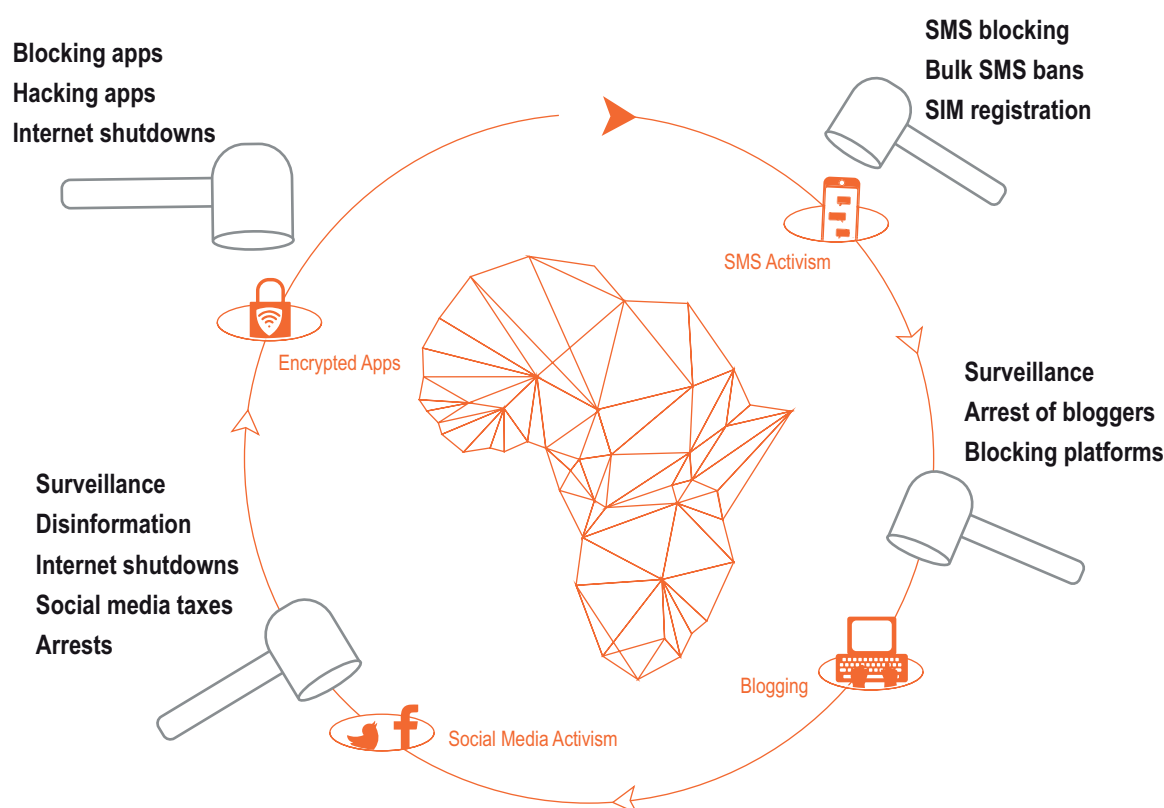 Blocking apps
Hacking apps
Internet shutdowns
SMS blocking
Bulk SMS bans
SIM registration
SMS Activism
Encrypted Apps
Surveillance
Arrest of bloggers
Blocking platforms
Surveillance
Disinformation
Internet shutdowns
Social media taxes
Arrests
Blogging
Social Media Activism